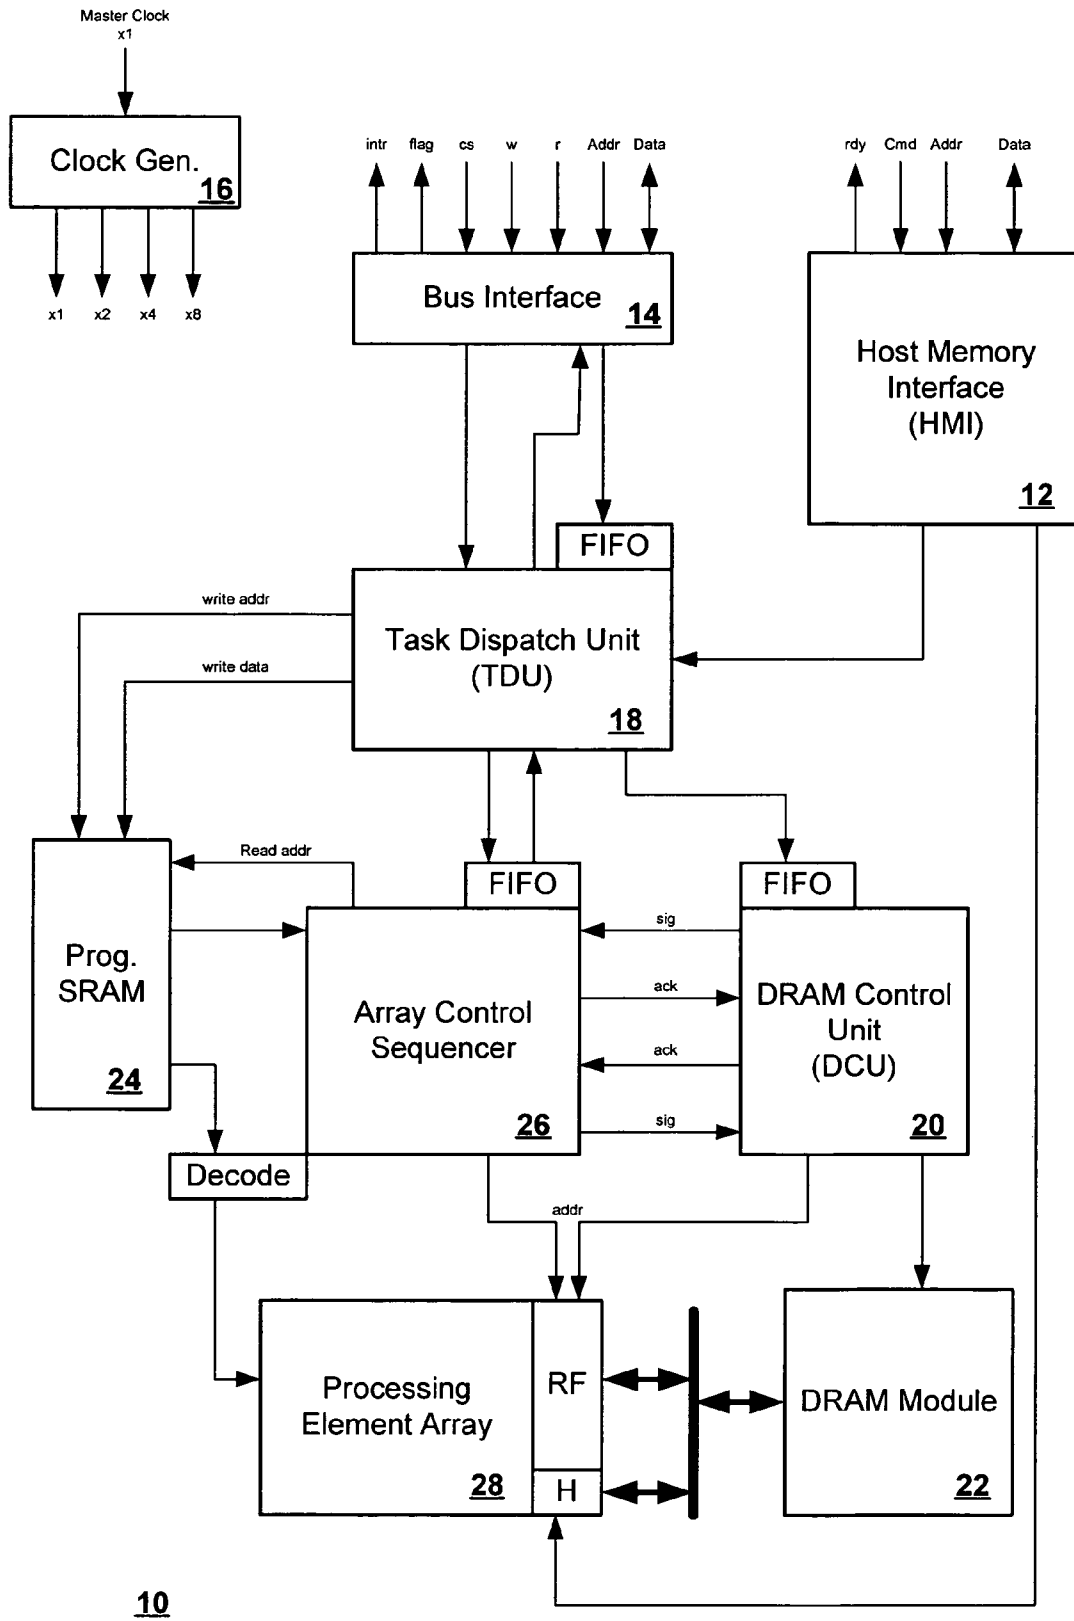 Master Clock
x1
Clock Gen.
16
x1 x2 x4 x8
intr flag cs w r Addr Data
Bus Interface
14
rdy Cmd Addr Data
Host Memory
Interface
(HMI)
12
FIFO
Task Dispatch Unit
(TDU)
18
write addr
write data
Read addr
Prog.
SRAM
24
FIFO
Array Control
Sequencer
26
sig
ack
ack
sig
FIFO
DRAM Control
Unit
(DCU)
20
Decode
addr
Processing
Element Array
28
RF
H
DRAM Module
22
10